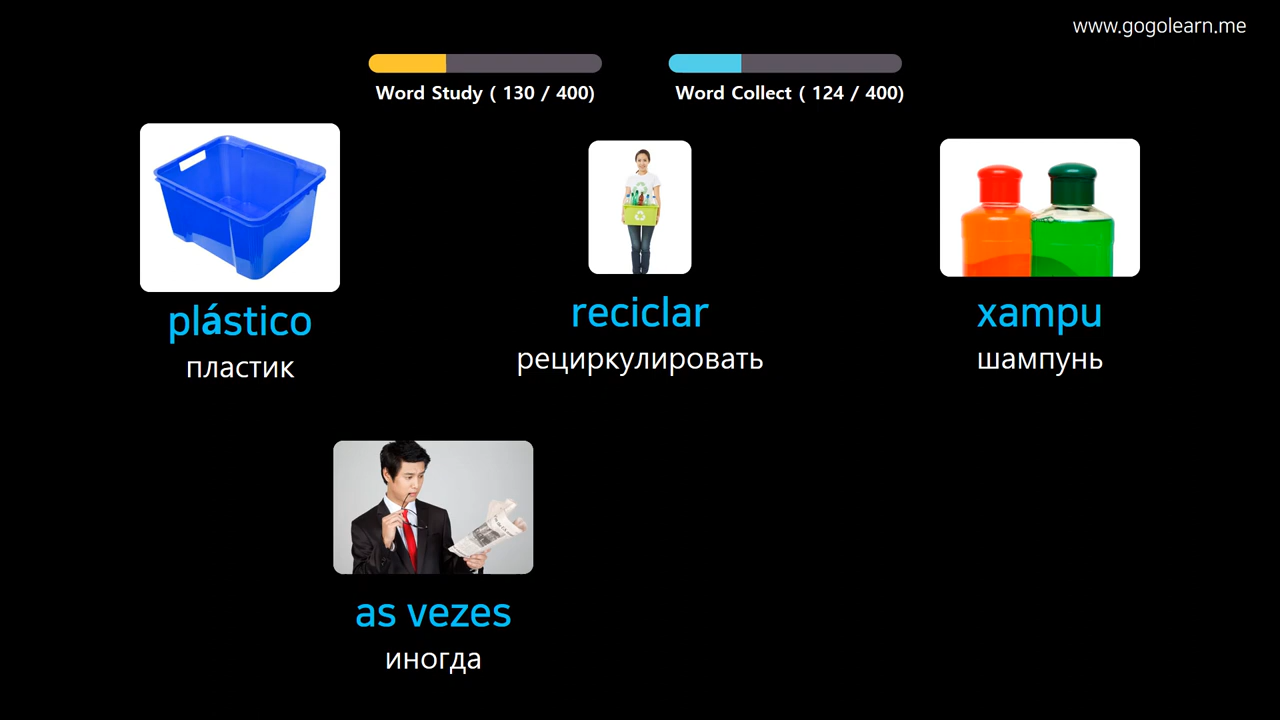 www.gogolearn.me
Word Study ( 130 / 400)
Word Collect ( 124 / 400)
plástico
пластик
reciclar
рециркулировать
xampu
шампунь
as vezes
иногда